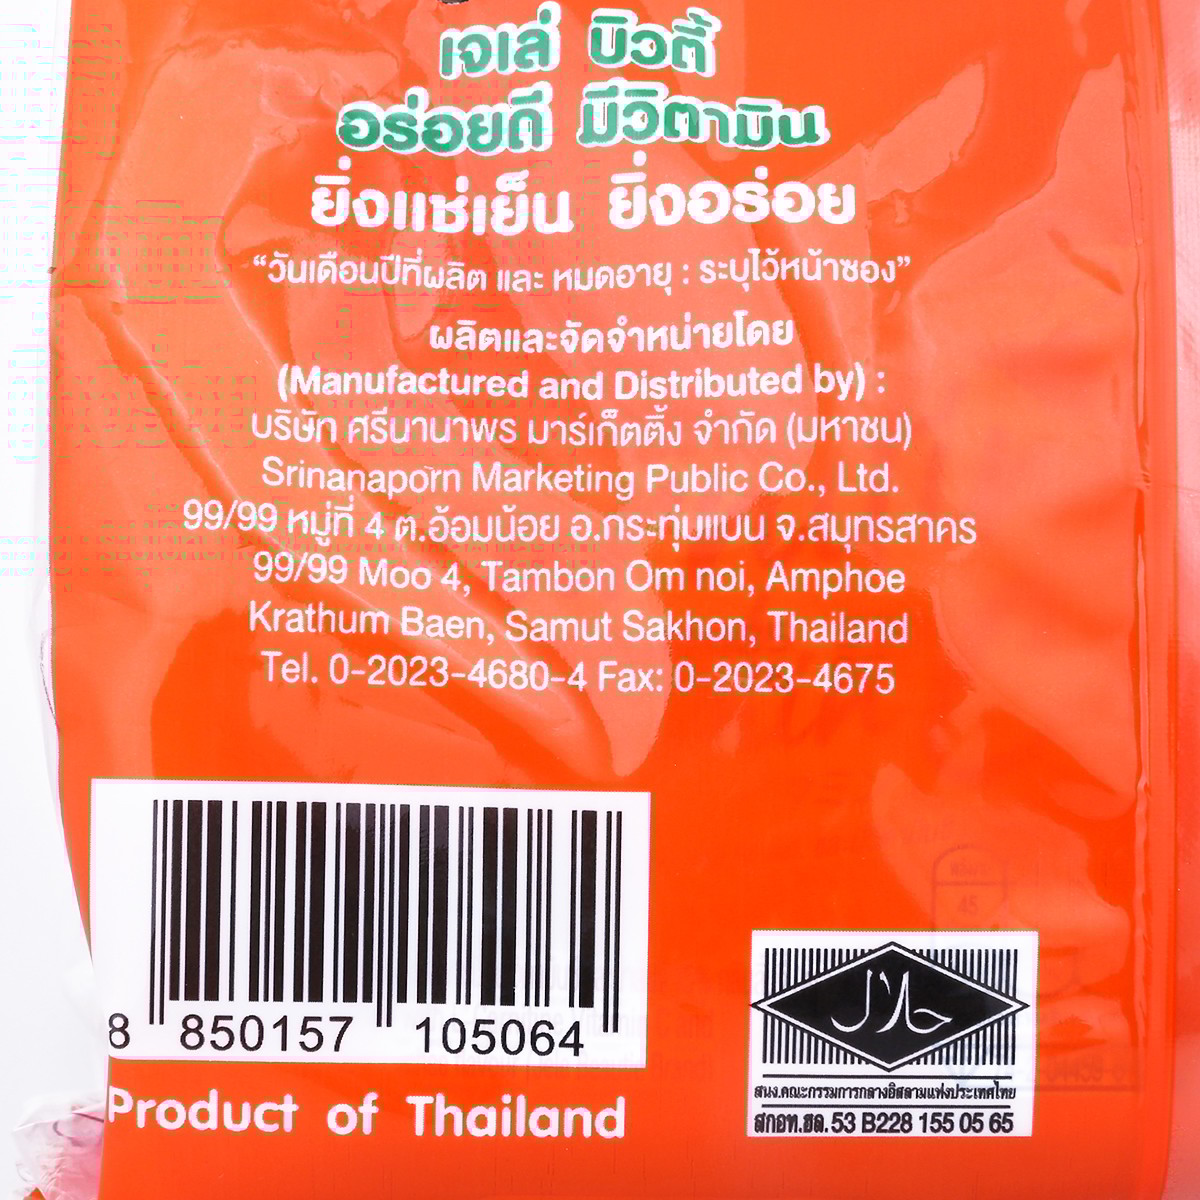 เจเล่ บิวตี้
อร่อยดี มีวิตามิน
ยิ่งแช่เย็น ยิ่งอร่อย
“วันเดือนปีที่ผลิต และ หมดอายุ : ระบุไว้หน้าซอง”
ผลิตและจัดจำหน่ายโดย
(Manufactured and Distributed by) :
บริษัท ศรีนานาพร มาร์เก็ตติ้ง จำกัด (มหาชน)
Srinanaporn Marketing Public Co., Ltd.
99/99 หมู่ที่ 4 ต.อ้อมน้อย อ.กระทุ่มแบน จ.สมุทรสาคร
99/99 Moo 4, Tambon Om noi, Amphoe
Krathum Baen, Samut Sakhon, Thailand
Tel. 0-2023-4680-4 Fax: 0-2023-4675
8 850157 105064
Product of Thailand
حلال
สนง.คณะกรรมการกลางอิสลามแห่งประเทศไทย
สกอท.ฮล. 53 B228 155 05 65